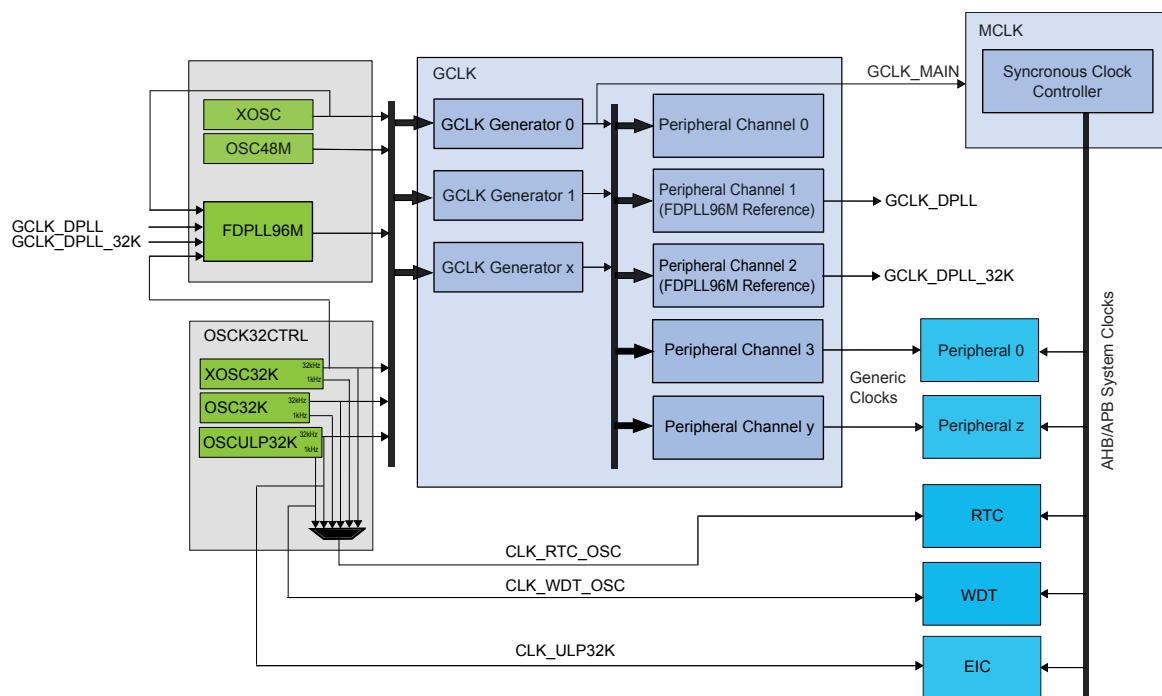 MCLK
Syncronous Clock
Controller
GCLK
GCLK_MAIN
XOSC
OSC48M
FDPLL96M
GCLK_DPLL
GCLK_DPLL_32K
GCLK Generator 0
GCLK Generator 1
GCLK Generator x
Peripheral Channel 0
Peripheral Channel 1
(FDPLL96M Reference)
Peripheral Channel 2
(FDPLL96M Reference)
Peripheral Channel 3
Peripheral Channel y
GCLK_DPLL
GCLK_DPLL_32K
Generic
Clocks
Peripheral 0
Peripheral z
AHB/APB System Clocks
OSCK32CTRL
XOSC32K
32kHz
1kHz
OSC32K
32kHz
1kHz
OSCULP32K
32kHz
1kHz
CLK_RTC_OSC
RTC
CLK_WDT_OSC
WDT
CLK_ULP32K
EIC